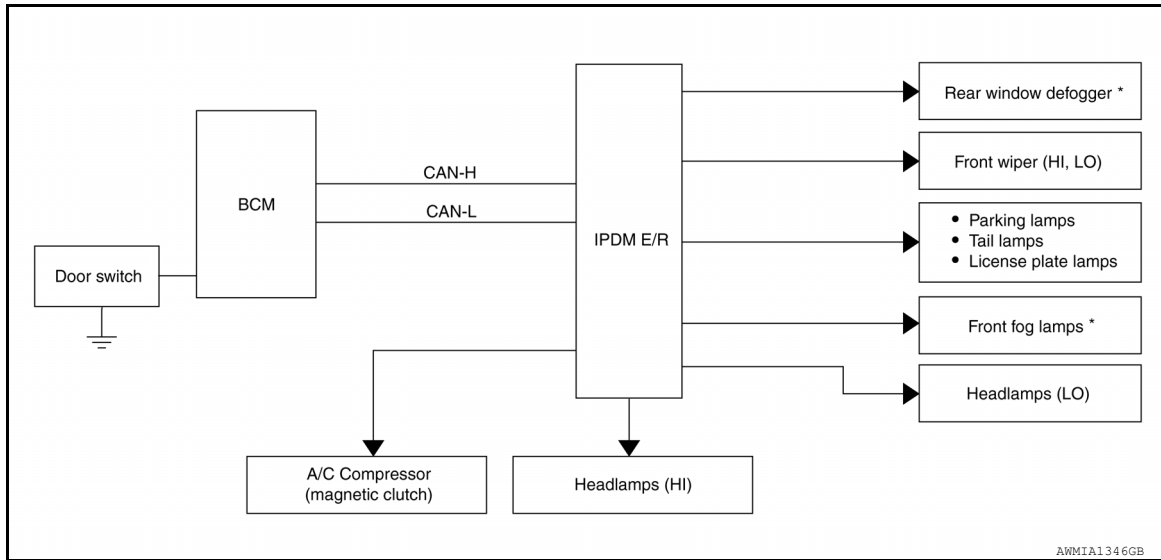 Rear window defogger *
Front wiper (HI, LO)
CAN-H
BCM
CAN-L
IPDM E/R
• Parking lamps
• Tail lamps
• License plate lamps
Door switch
Front fog lamps *
Headlamps (LO)
A/C Compressor
(magnetic clutch)
Headlamps (HI)
AWMIA1346GB